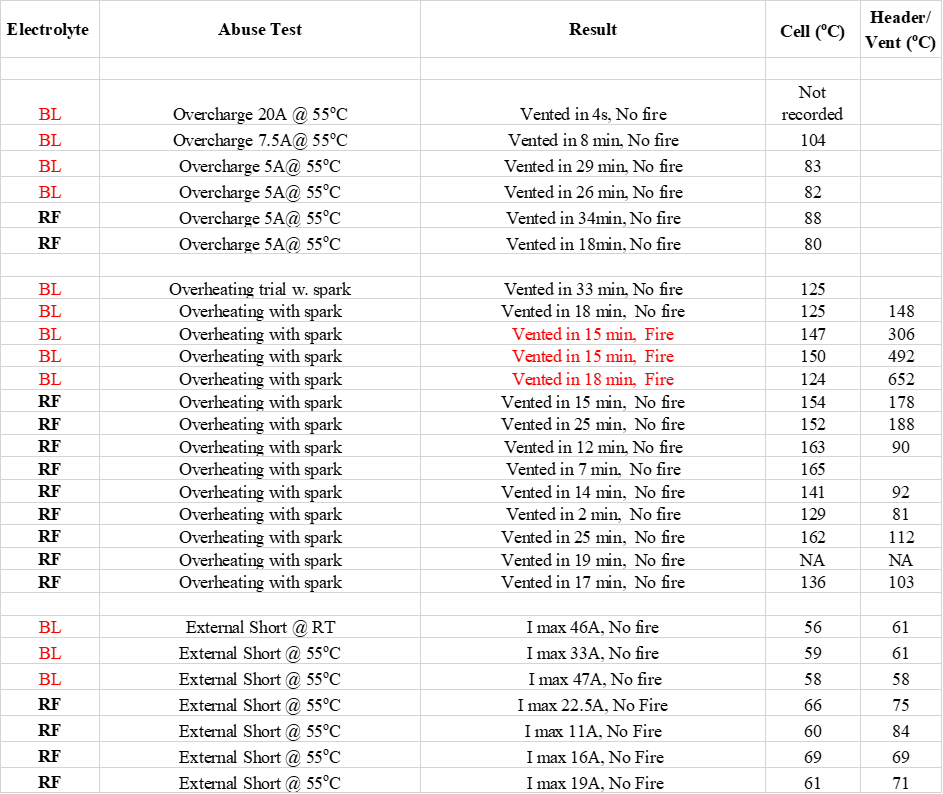 Electrolyte Abuse Test Result Cell (°C) Header/ Vent (°C)
BL Overcharge 20A @ 55°C Vented in 4s, No fire Not recorded
BL Overcharge 7.5A@ 55°C Vented in 8 min, No fire 104
BL Overcharge 5A@ 55°C Vented in 29 min, No fire 83
BL Overcharge 5A@ 55°C Vented in 26 min, No fire 82
RF Overcharge 5A@ 55°C Vented in 34min, No fire 88
RF Overcharge 5A@ 55°C Vented in 18min, No fire 80
BL Overheating trial w. spark Vented in 33 min, No fire 125
BL Overheating with spark Vented in 18 min, No fire 125 148
BL Overheating with spark Vented in 15 min, Fire 147 306
BL Overheating with spark Vented in 15 min, Fire 150 492
BL Overheating with spark Vented in 18 min, Fire 124 652
RF Overheating with spark Vented in 15 min, No fire 154 178
RF Overheating with spark Vented in 25 min, No fire 152 188
RF Overheating with spark Vented in 12 min, No fire 163 90
RF Overheating with spark Vented in 7 min, No fire 165
RF Overheating with spark Vented in 14 min, No fire 141 92
RF Overheating with spark Vented in 2 min, No fire 129 81
RF Overheating with spark Vented in 25 min, No fire 162 112
RF Overheating with spark Vented in 19 min, No fire NA NA
RF Overheating with spark Vented in 17 min, No fire 136 103
BL External Short @ RT I max 46A, No fire 56 61
BL External Short @ 55°C I max 33A, No fire 59 61
BL External Short @ 55°C I max 47A, No fire 58 58
RF External Short @ 55°C I max 22.5A, No Fire 66 75
RF External Short @ 55°C I max 11A, No Fire 60 84
RF External Short @ 55°C I max 16A, No Fire 69 69
RF External Short @ 55°C I max 19A, No Fire 61 71